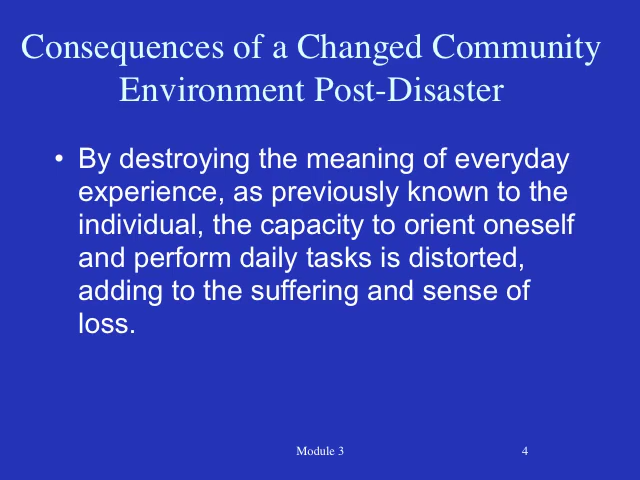 Consequences of a Changed Community
Environment Post-Disaster
• By destroying the meaning of everyday
experience, as previously known to the
individual, the capacity to orient oneself
and perform daily tasks is distorted,
adding to the suffering and sense of
loss.
Module 3
4